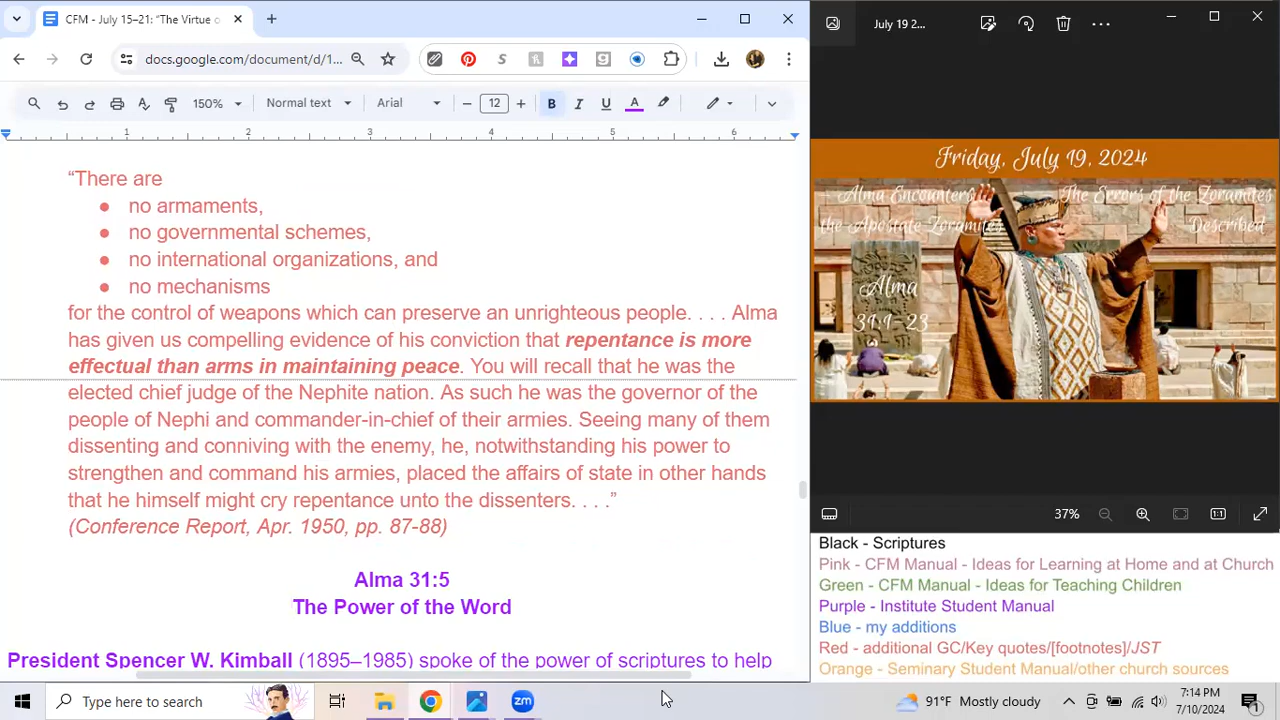 CFM - July 15–21: “The Virtue o
docs.google.com/document/d/1...
150%
Normal text
Arial
12
B
I
U
A
1
2
3
4
5
6
“There are
● no armaments,
● no governmental schemes,
● no international organizations, and
● no mechanisms
for the control of weapons which can preserve an unrighteous people. . . . Alma
has given us compelling evidence of his conviction that repentance is more
effectual than arms in maintaining peace. You will recall that he was the
elected chief judge of the Nephite nation. As such he was the governor of the
people of Nephi and commander-in-chief of their armies. Seeing many of them
dissenting and conniving with the enemy, he, notwithstanding his power to
strengthen and command his armies, placed the affairs of state in other hands
that he himself might cry repentance unto the dissenters. . . .”
(Conference Report, Apr. 1950, pp. 87-88)
Alma 31:5
The Power of the Word
President Spencer W. Kimball (1895–1985) spoke of the power of scriptures to help
July 19 2...
Friday, July 19, 2024
Alma Encounters
the Apostate Zoramites
The Errors of the Zoramites
Described
Alma
31:1-23
37%
1:1
Black - Scriptures
Pink - CFM Manual - Ideas for Learning at Home and at Church
Green - CFM Manual - Ideas for Teaching Children
Purple - Institute Student Manual
Blue - my additions
Red - additional GC/Key quotes/[footnotes]/JST
Orange - Seminary Student Manual/other church sources
Type here to search
zm
91°F Mostly cloudy
7:14 PM
7/10/2024
1